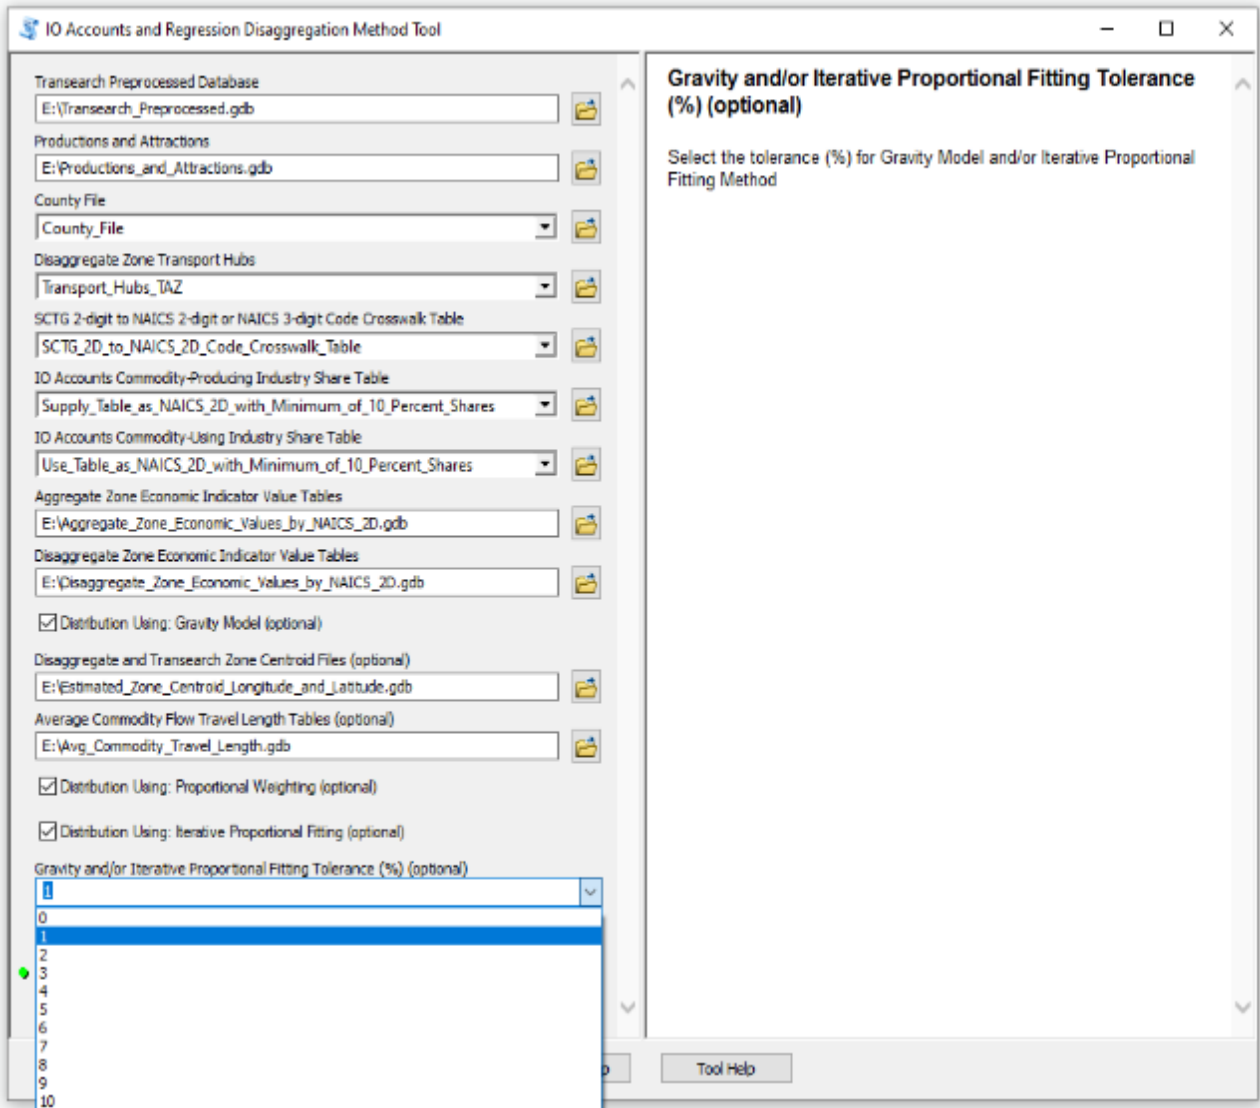 IO Accounts and Regression Disaggregation Method Tool
Transearch Preprocessed Database
E:\Transearch_Preprocessed.gdb
Productions and Attractions
E:\Productions_and_Attractions.gdb
County File
County_File
Disaggregate Zone Transport Hubs
Transport_Hubs_TAZ
SCTG 2-digit to NAICS 2-digit or NAICS 3-digit Code Crosswalk Table
SCTG_2D_to_NAICS_2D_Code_Crosswalk_Table
IO Accounts Commodity-Producing Industry Share Table
Supply_Table_as_NAICS_2D_with_Minimum_of_10_Percent_Shares
IO Accounts Commodity-Using Industry Share Table
Use_Table_as_NAICS_2D_with_Minimum_of_10_Percent_Shares
Aggregate Zone Economic Indicator Value Tables
E:\Aggregate_Zone_Economic_Values_by_NAICS_2D.gdb
Disaggregate Zone Economic Indicator Value Tables
E:\Disaggregate_Zone_Economic_Values_by_NAICS_2D.gdb
Distribution Using: Gravity Model (optional)
Disaggregate and Transearch Zone Centroid Files (optional)
E:\Estimated_Zone_Centroid_Longitude_and_Latitude.gdb
Average Commodity Flow Travel Length Tables (optional)
E:\Avg_Commodity_Travel_Length.gdb
Distribution Using: Proportional Weighting (optional)
Distribution Using: Iterative Proportional Fitting (optional)
Gravity and/or Iterative Proportional Fitting Tolerance (%) (optional)
1
0
1
2
3
4
5
6
7
8
9
10
Gravity and/or Iterative Proportional Fitting Tolerance
(%) (optional)
Select the tolerance (%) for Gravity Model and/or Iterative Proportional
Fitting Method
Tool Help